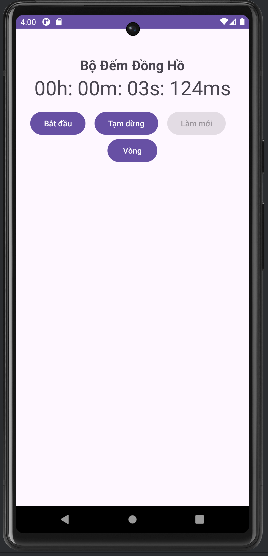 4:00
Bộ Đếm Đồng Hồ
00h: 00m: 03s: 124ms
Bắt đầu Tạm dừng Làm mới
Vòng